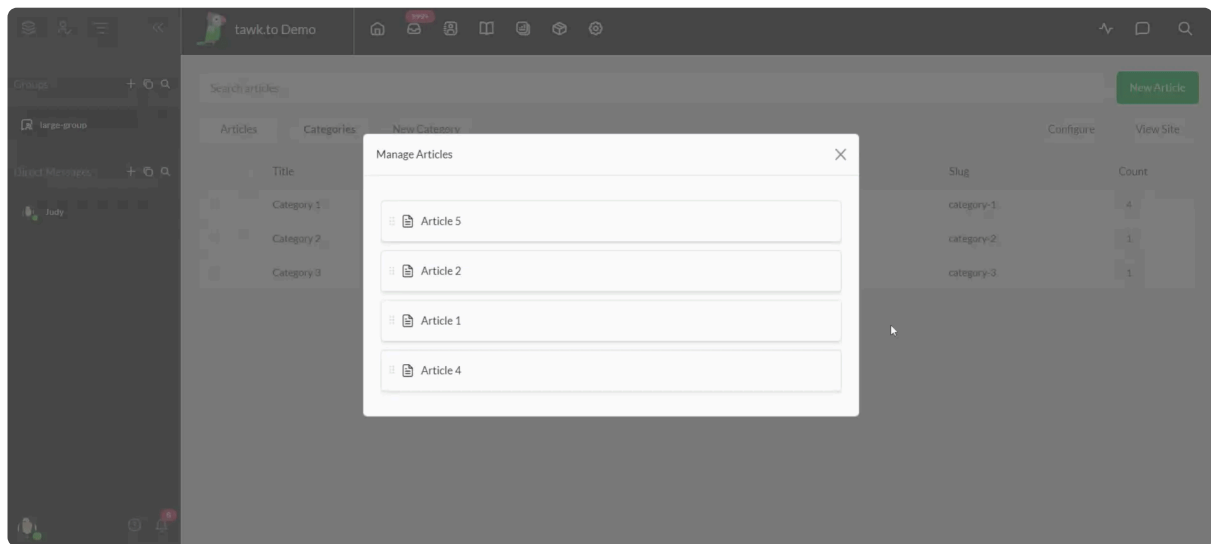 tawk.to Demo
999+
Groups
Search articles
New Article
large-group
Articles Categories New Category Configure View Site
Manage Articles
Direct Messages
Title Slug Count
Judy
Category 1 category-1 4
Article 5
Category 2 category-2 1
Article 2
Category 3 category-3 1
Article 1
Article 4